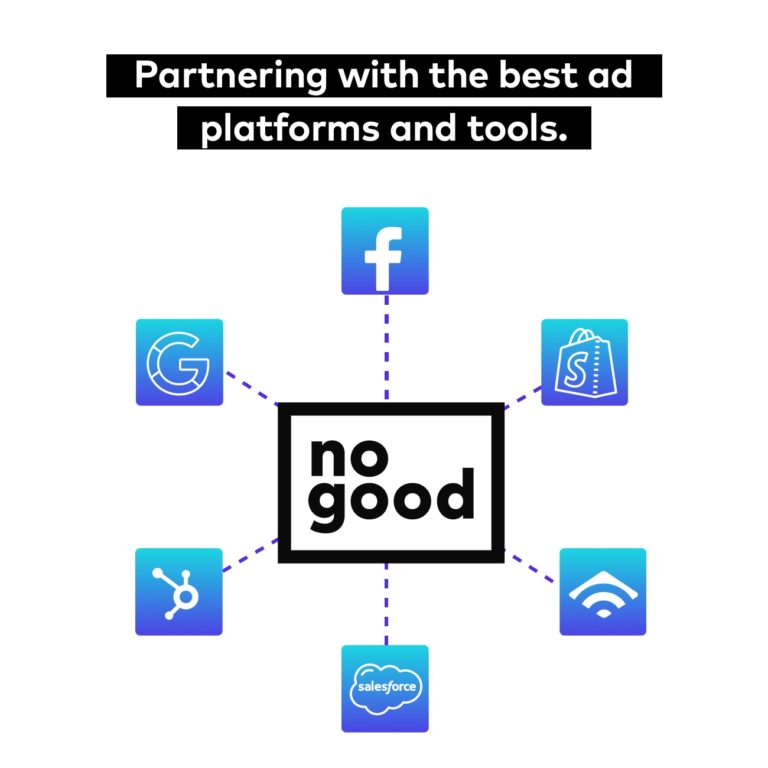 Partnering with the best ad
platforms and tools.
f
G
S
no
good
salesforce